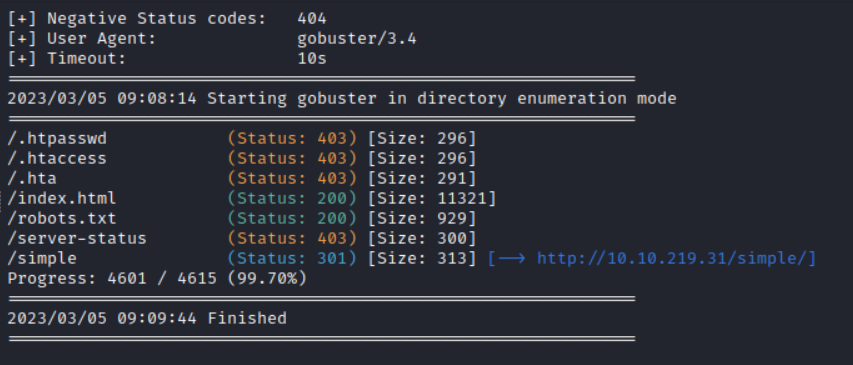 [+] Negative Status codes:   404
[+] User Agent:              gobuster/3.4
[+] Timeout:                 10s
===============================================================
2023/03/05 09:08:14 Starting gobuster in directory enumeration mode
===============================================================
/.htpasswd            (Status: 403) [Size: 296]
/.htaccess            (Status: 403) [Size: 296]
/.hta                 (Status: 403) [Size: 291]
/index.html           (Status: 200) [Size: 11321]
/robots.txt           (Status: 200) [Size: 929]
/server-status        (Status: 403) [Size: 300]
/simple               (Status: 301) [Size: 313] [--> http://10.10.219.31/simple/]
Progress: 4601 / 4615 (99.70%)
===============================================================
2023/03/05 09:09:44 Finished
===============================================================